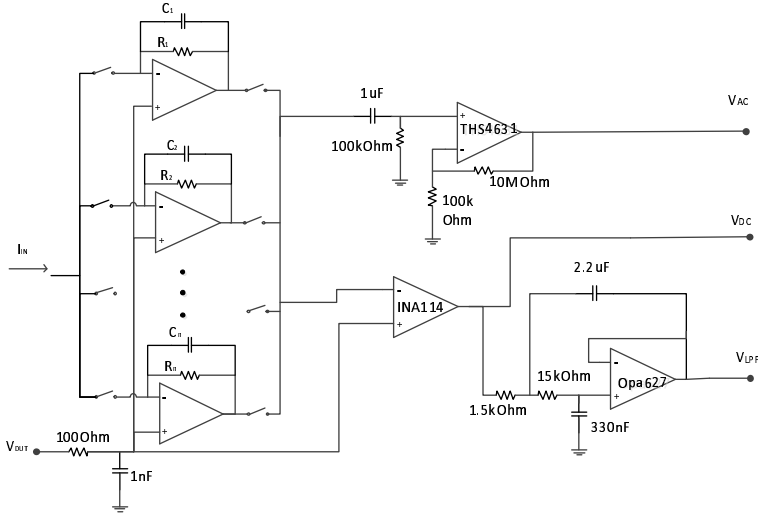 C1
R1
1uF
THS4631
VAC
100kOhm
10MOhm
C2
R2
100k
Ohm
VDC
IIN
2.2uF
INA114
Cn
Rn
15kOhm
Opa627
VLPF
1.5kOhm
330nF
100Ohm
VDUT
1nF